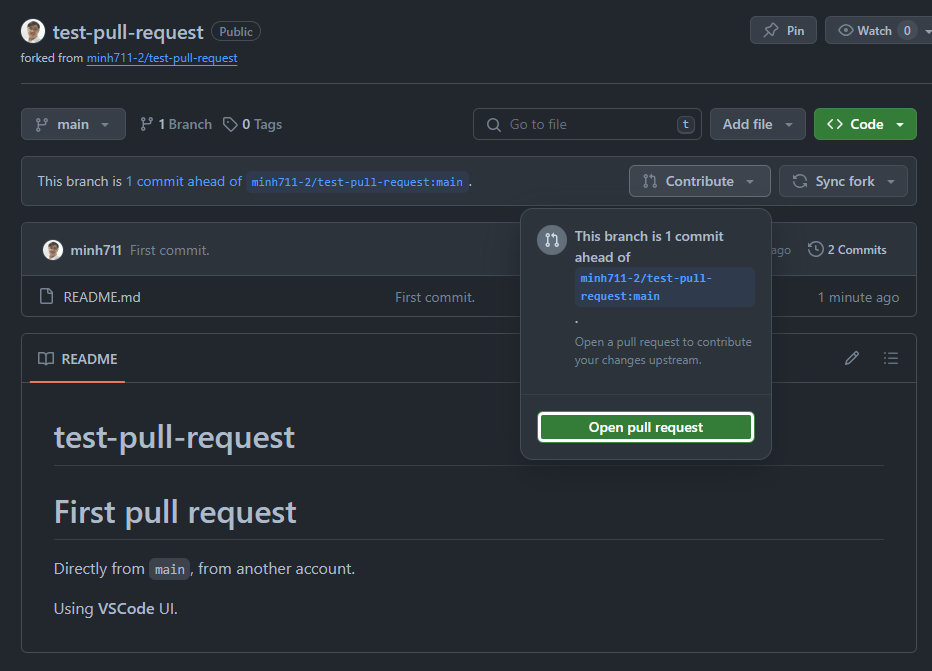 test-pull-request Public Pin Watch 0
forked from minh711-2/test-pull-request
main 1 Branch 0 Tags Go to file t Add file Code
This branch is 1 commit ahead of minh711-2/test-pull-request:main . Contribute Sync fork
This branch is 1 commit
ahead of
minh711-2/test-pull-
request:main
.
Open a pull request to contribute
your changes upstream.
Open pull request
minh711 First commit. ago 2 Commits
README.md First commit. 1 minute ago
README
test-pull-request
First pull request
Directly from main, from another account.
Using VSCode UI.